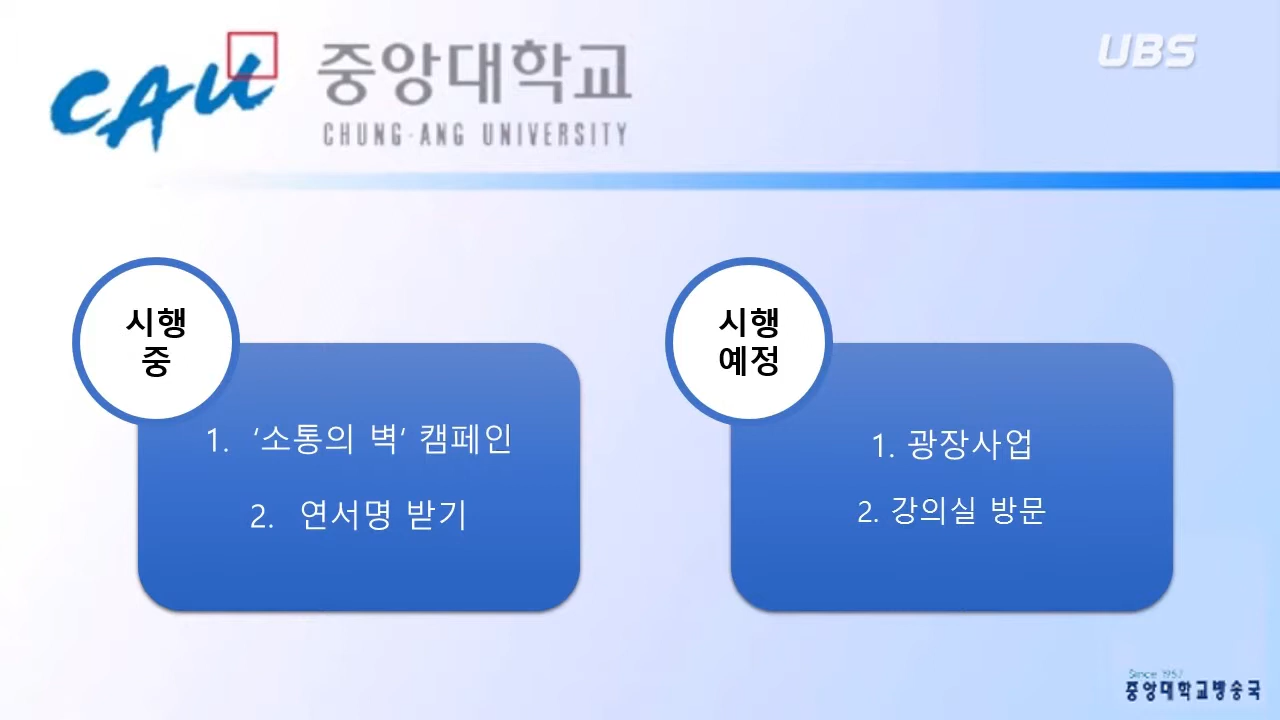 CAU 중앙대학교
CHUNG-ANG UNIVERSITY
UBS
시행
중
1. ‘소통의 벽‘ 캠페인
2. 연서명 받기
시행
예정
1. 광장사업
2. 강의실 방문
Since 1957
중앙대학교방송국